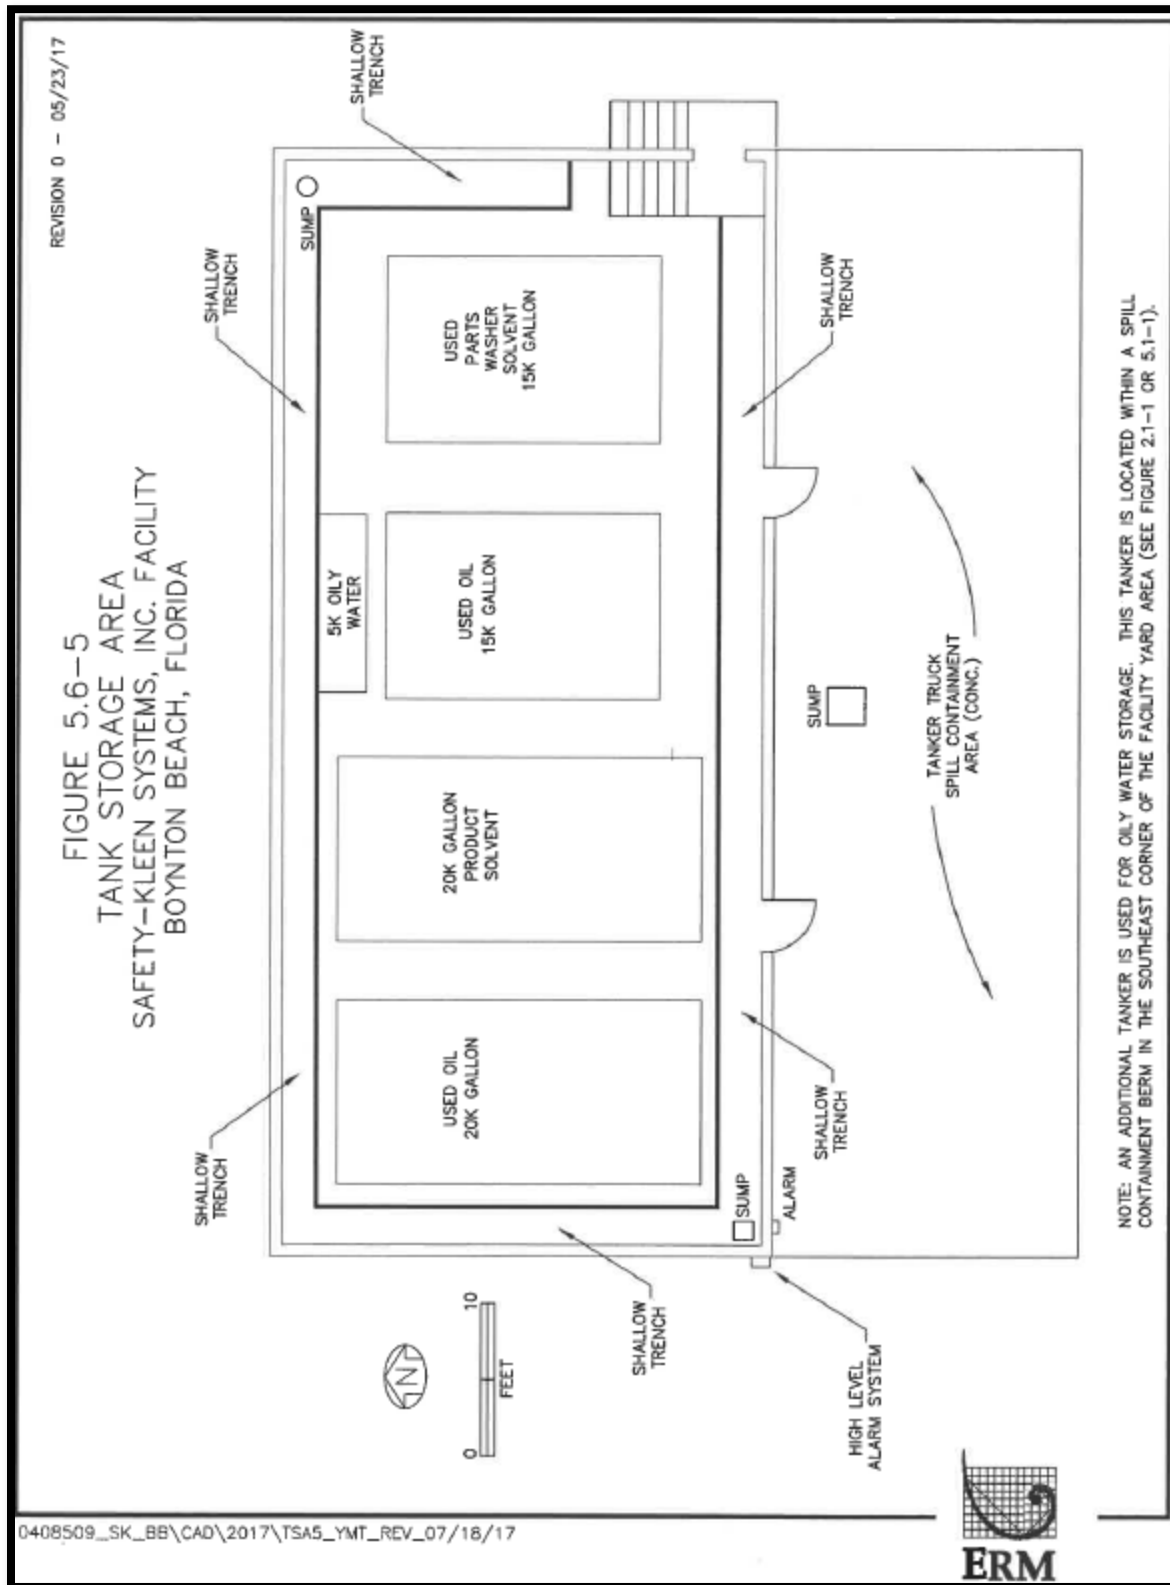 REVISION 0 – 05/23/17
FIGURE 5.6–5
TANK STORAGE AREA
SAFETY–KLEEN SYSTEMS, INC. FACILITY
BOYNTON BEACH, FLORIDA
SHALLOW
TRENCH
SHALLOW
TRENCH
SHALLOW
TRENCH
SUMP
5K OILY
WATER
USED OIL
20K GALLON
20K GALLON
PRODUCT
SOLVENT
USED OIL
15K GALLON
USED
PARTS
WASHER
SOLVENT
15K GALLON
N
0
10
FEET
SHALLOW
TRENCH
SUMP
ALARM
SHALLOW
TRENCH
SHALLOW
TRENCH
SUMP
HIGH LEVEL
ALARM SYSTEM
TANKER TRUCK
SPILL CONTAINMENT
AREA (CONC.)
NOTE: AN ADDITIONAL TANKER IS USED FOR OILY WATER STORAGE. THIS TANKER IS LOCATED WITHIN A SPILL
CONTAINMENT BERM IN THE SOUTHEAST CORNER OF THE FACILITY YARD AREA (SEE FIGURE 2.1–1 OR 5.1–1).
0408509_SK_BB\CAD\2017\TSA5_YMT_REV_07/18/17
ERM